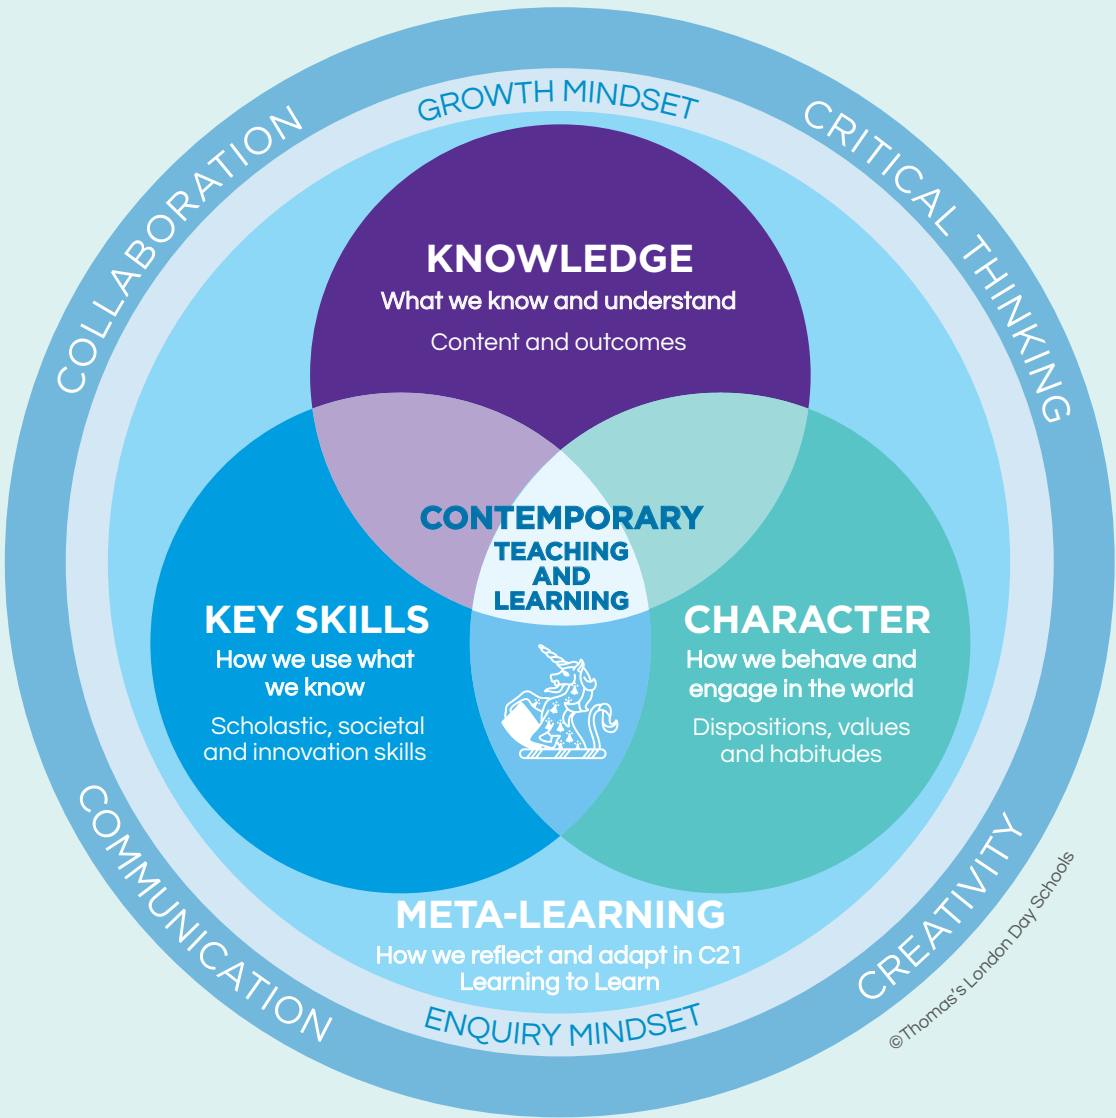 GROWTH MINDSET
COLLABORATION
CRITICAL THINKING
KNOWLEDGE
What we know and understand
Content and outcomes
CONTEMPORARY
TEACHING
AND
LEARNING
KEY SKILLS
How we use what
we know
Scholastic, societal
and innovation skills
CHARACTER
How we behave and
engage in the world
Dispositions, values
and habitudes
META-LEARNING
How we reflect and adapt in C21
Learning to Learn
ENQUIRY MINDSET
COMMUNICATION
CREATIVITY
©Thomas's London Day Schools